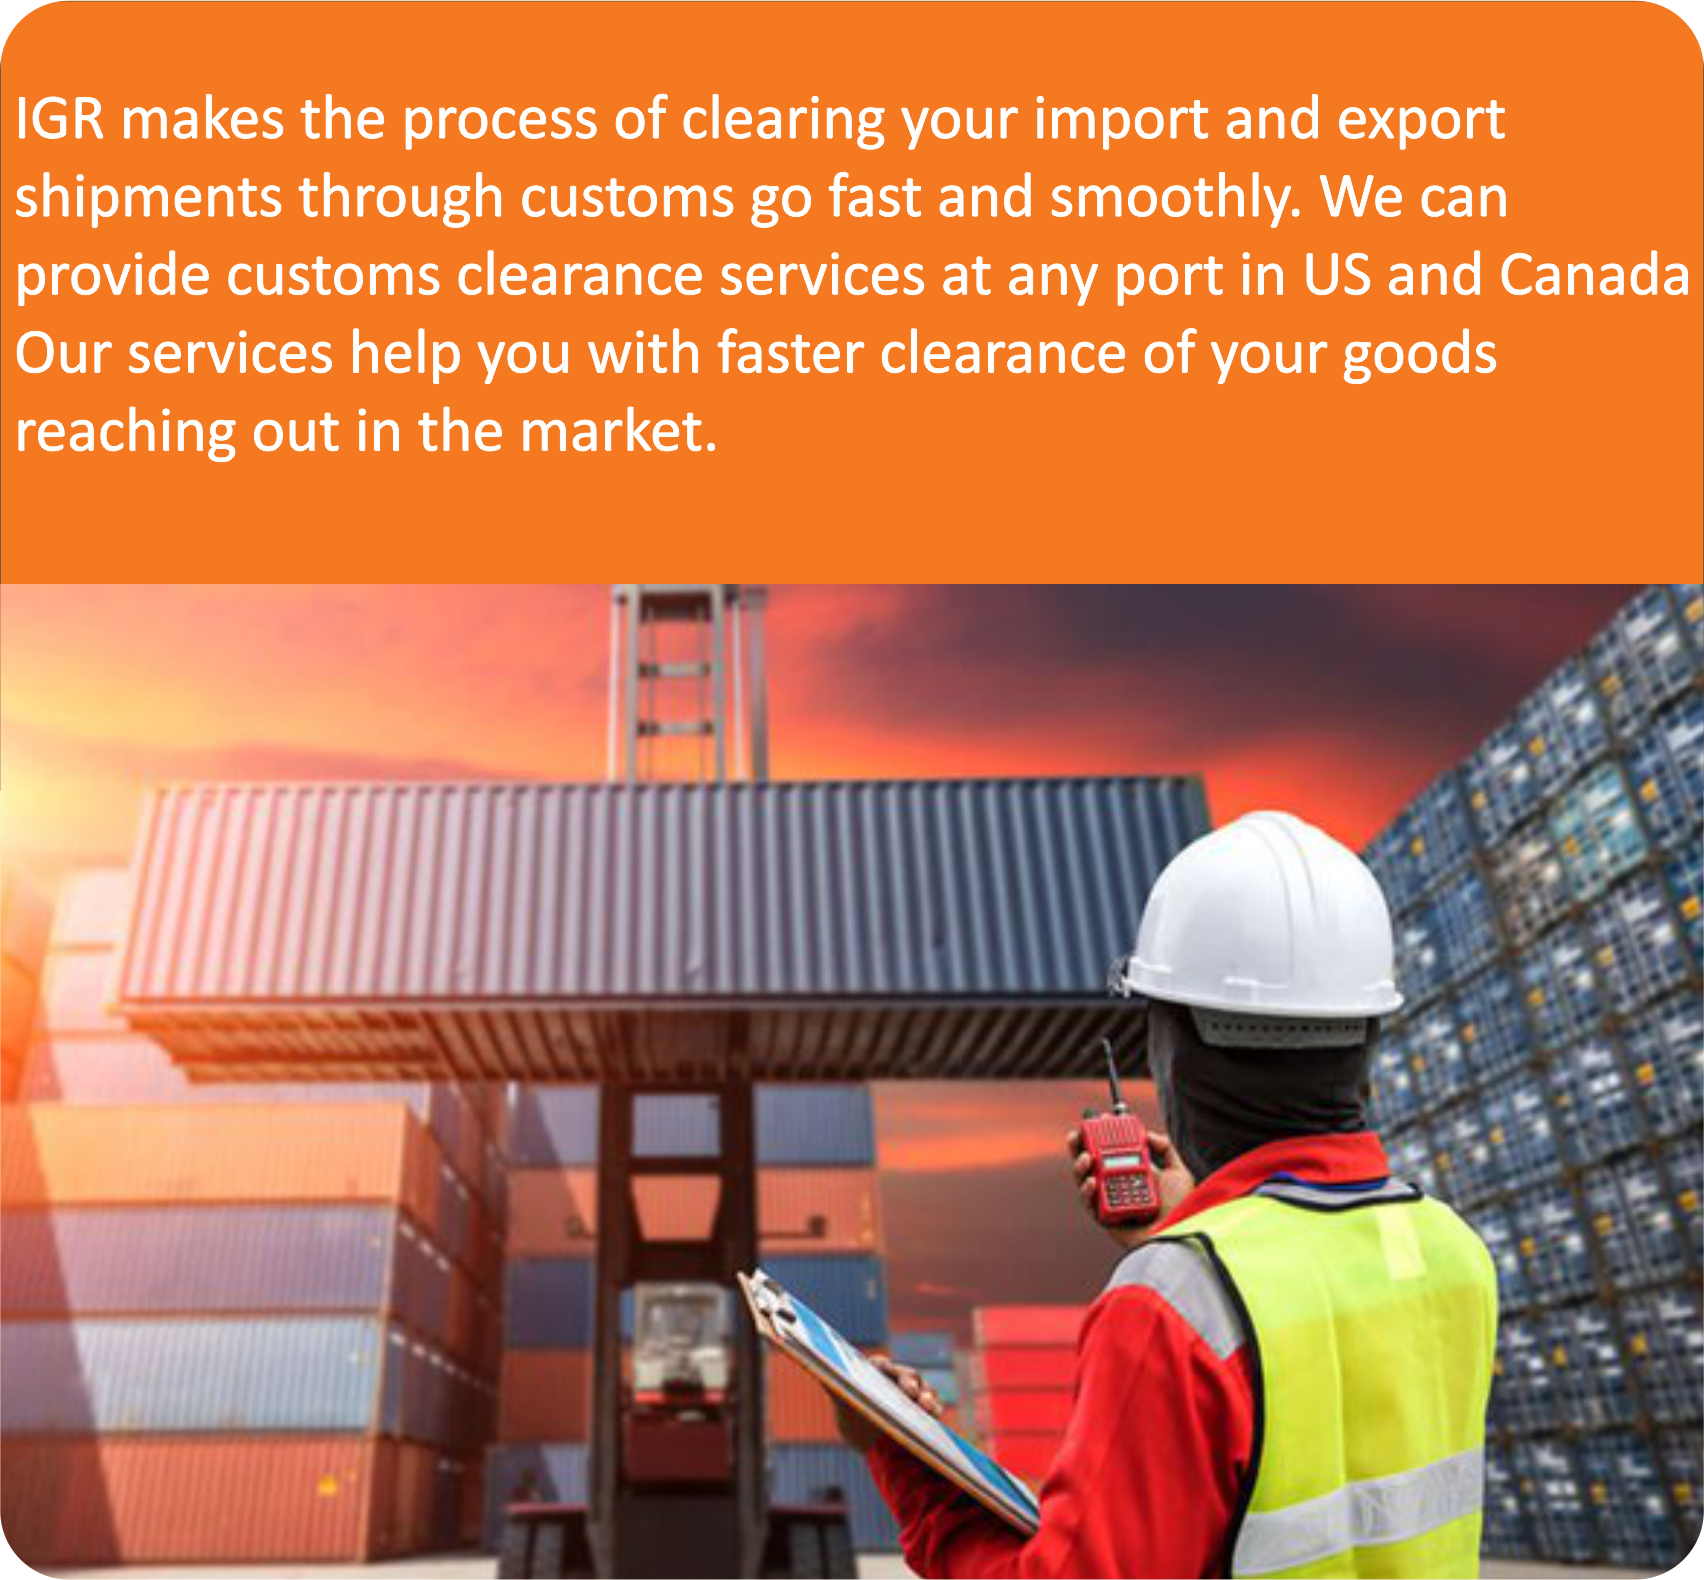 IGR makes the process of clearing your import and export
shipments through customs go fast and smoothly. We can
provide customs clearance services at any port in US and Canada
Our services help you with faster clearance of your goods
reaching out in the market.